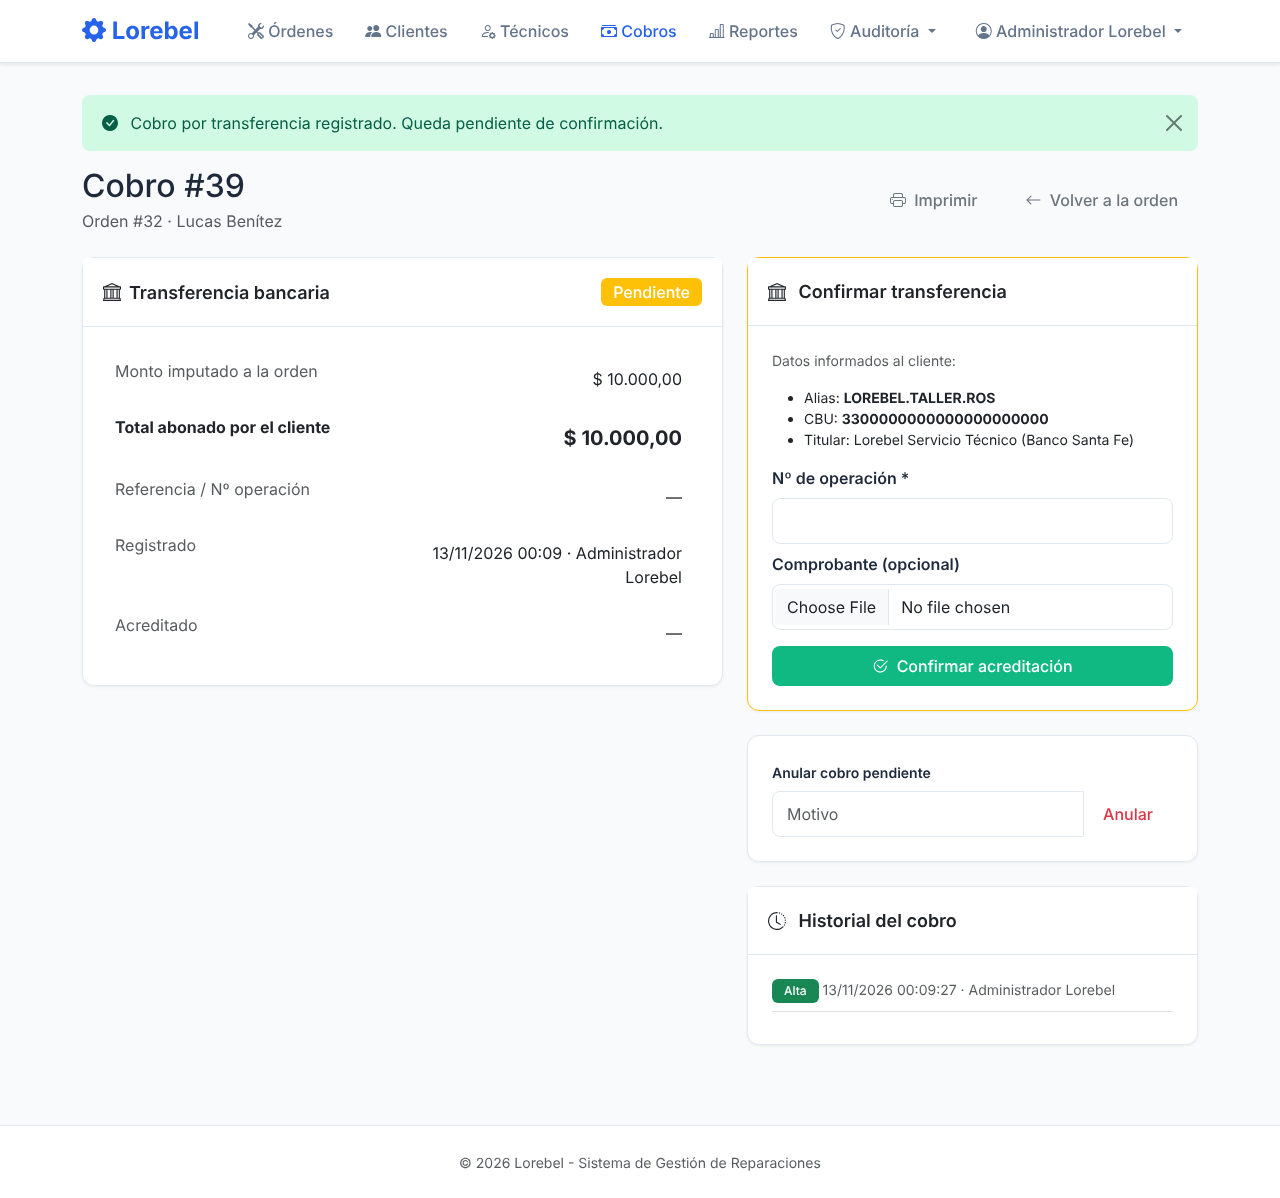 Lorebel
Órdenes
Clientes
Técnicos
Cobros
Reportes
Auditoría
Administrador Lorebel
Cobro por transferencia registrado. Queda pendiente de confirmación.
Cobro #39
Orden #32 · Lucas Benítez
Imprimir
Volver a la orden
Transferencia bancaria
Pendiente
Monto imputado a la orden
$ 10.000,00
Total abonado por el cliente
$ 10.000,00
Referencia / Nº operación
—
Registrado
13/11/2026 00:09 · Administrador
Lorebel
Acreditado
—
Confirmar transferencia
Datos informados al cliente:
• Alias: LOREBEL.TALLER.ROS
• CBU: 3300000000000000000000
• Titular: Lorebel Servicio Técnico (Banco Santa Fe)
Nº de operación *
Comprobante (opcional)
Choose File No file chosen
Confirmar acreditación
Anular cobro pendiente
Motivo
Anular
Historial del cobro
Alta 13/11/2026 00:09:27 · Administrador Lorebel
© 2026 Lorebel - Sistema de Gestión de Reparaciones